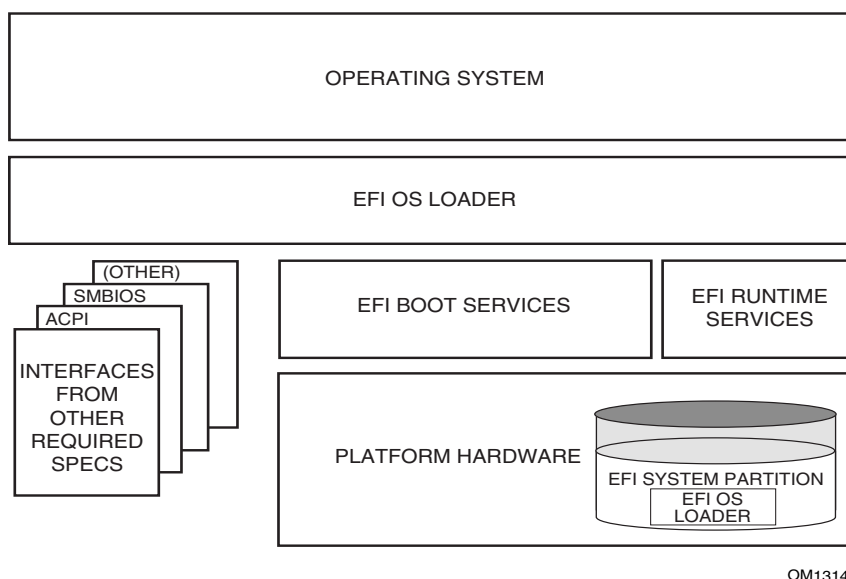 OPERATING SYSTEM
EFI OS LOADER
(OTHER)
SMBIOS
ACPI
INTERFACES
FROM
OTHER
REQUIRED
SPECS
EFI BOOT SERVICES
EFI RUNTIME
SERVICES
PLATFORM HARDWARE
EFI SYSTEM PARTITION
EFI OS
LOADER
OM1314